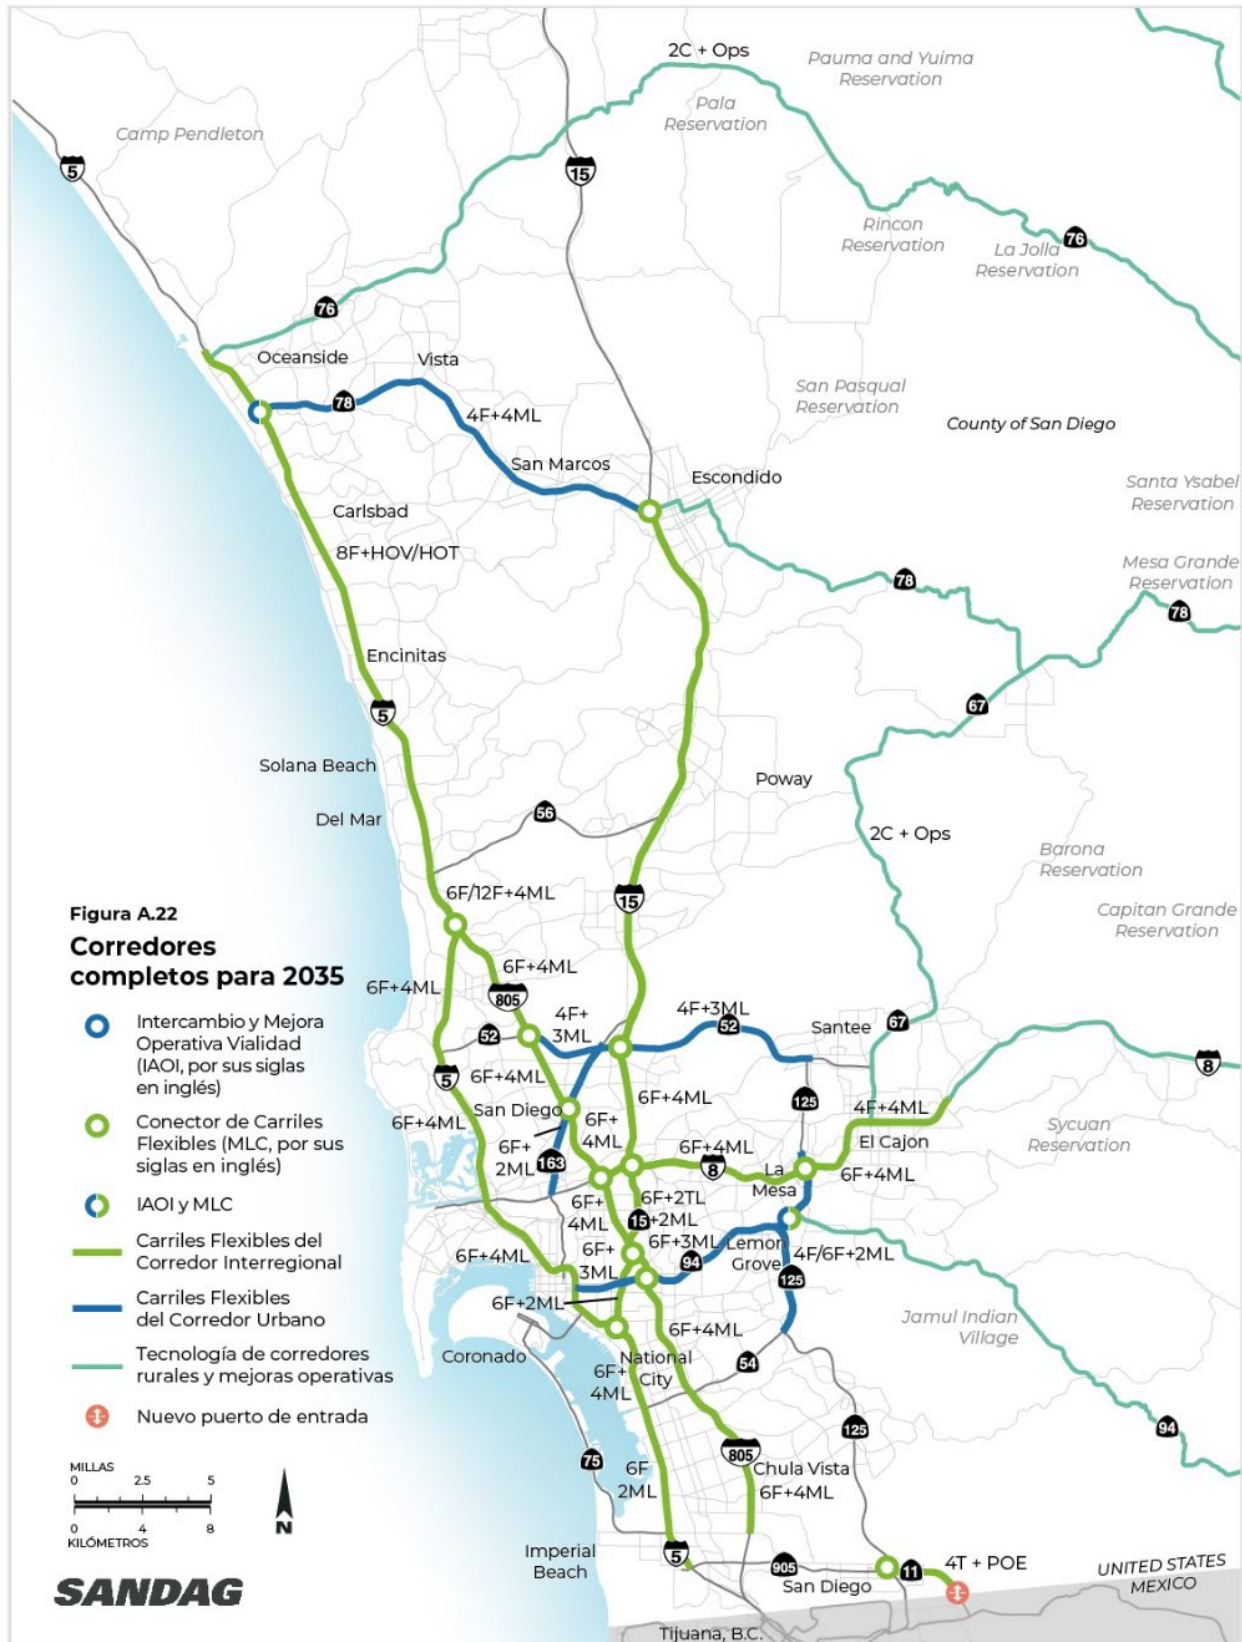 2C + Ops
Pauma and Yuima
Reservation
Pala
Reservation
Camp Pendleton
5
15
Rincon
Reservation
La Jolla
Reservation
76
76
Oceanside
Vista
78
4F+4ML
San Pasqual
Reservation
County of San Diego
San Marcos
Escondido
Santa Ysabel
Reservation
Carlsbad
8F+HOV/HOT
Mesa Grande
Reservation
78
78
Encinitas
5
67
Solana Beach
Poway
Del Mar
56
2C + Ops
Barona
Reservation
6F/12F+4ML
15
Capitan Grande
Reservation
Figura A.22
Corredores
completos para 2035
Intercambio y Mejora
Operativa Vialidad
(IAOI, por sus siglas
en inglés)
Conector de Carriles
Flexibles (MLC, por sus
siglas en inglés)
IAOI y MLC
Carriles Flexibles del
Corredor Interregional
Carriles Flexibles
del Corredor Urbano
Tecnología de corredores
rurales y mejoras operativas
Nuevo puerto de entrada
MILLAS
0 2.5 5
0 4 8
KILÓMETROS
N
SANDAG
6F+4ML
6F+4ML
805
4F+
3ML
4F+3ML
52
52
Santee
67
8
5
6F+4ML
6F+4ML
125
4F+4ML
San Diego
6F+4ML
6F+
4ML
6F+4ML
El Cajon
Sycuan
Reservation
6F+
2ML
163
8
La
Mesa
6F+4ML
6F+
4ML
6F+2TL
+2ML
15
6F+3ML
Lemon
Grove
4F/6F+2ML
6F+4ML
6F+
3ML
94
125
6F+2ML
6F+4ML
Jamul Indian
Village
Coronado
National
City
54
6F+
4ML
125
94
75
805
Chula Vista
6F+4ML
6F
2ML
Imperial
Beach
5
905
San Diego
11
4T + POE
UNITED STATES
MEXICO
Tijuana, B.C.